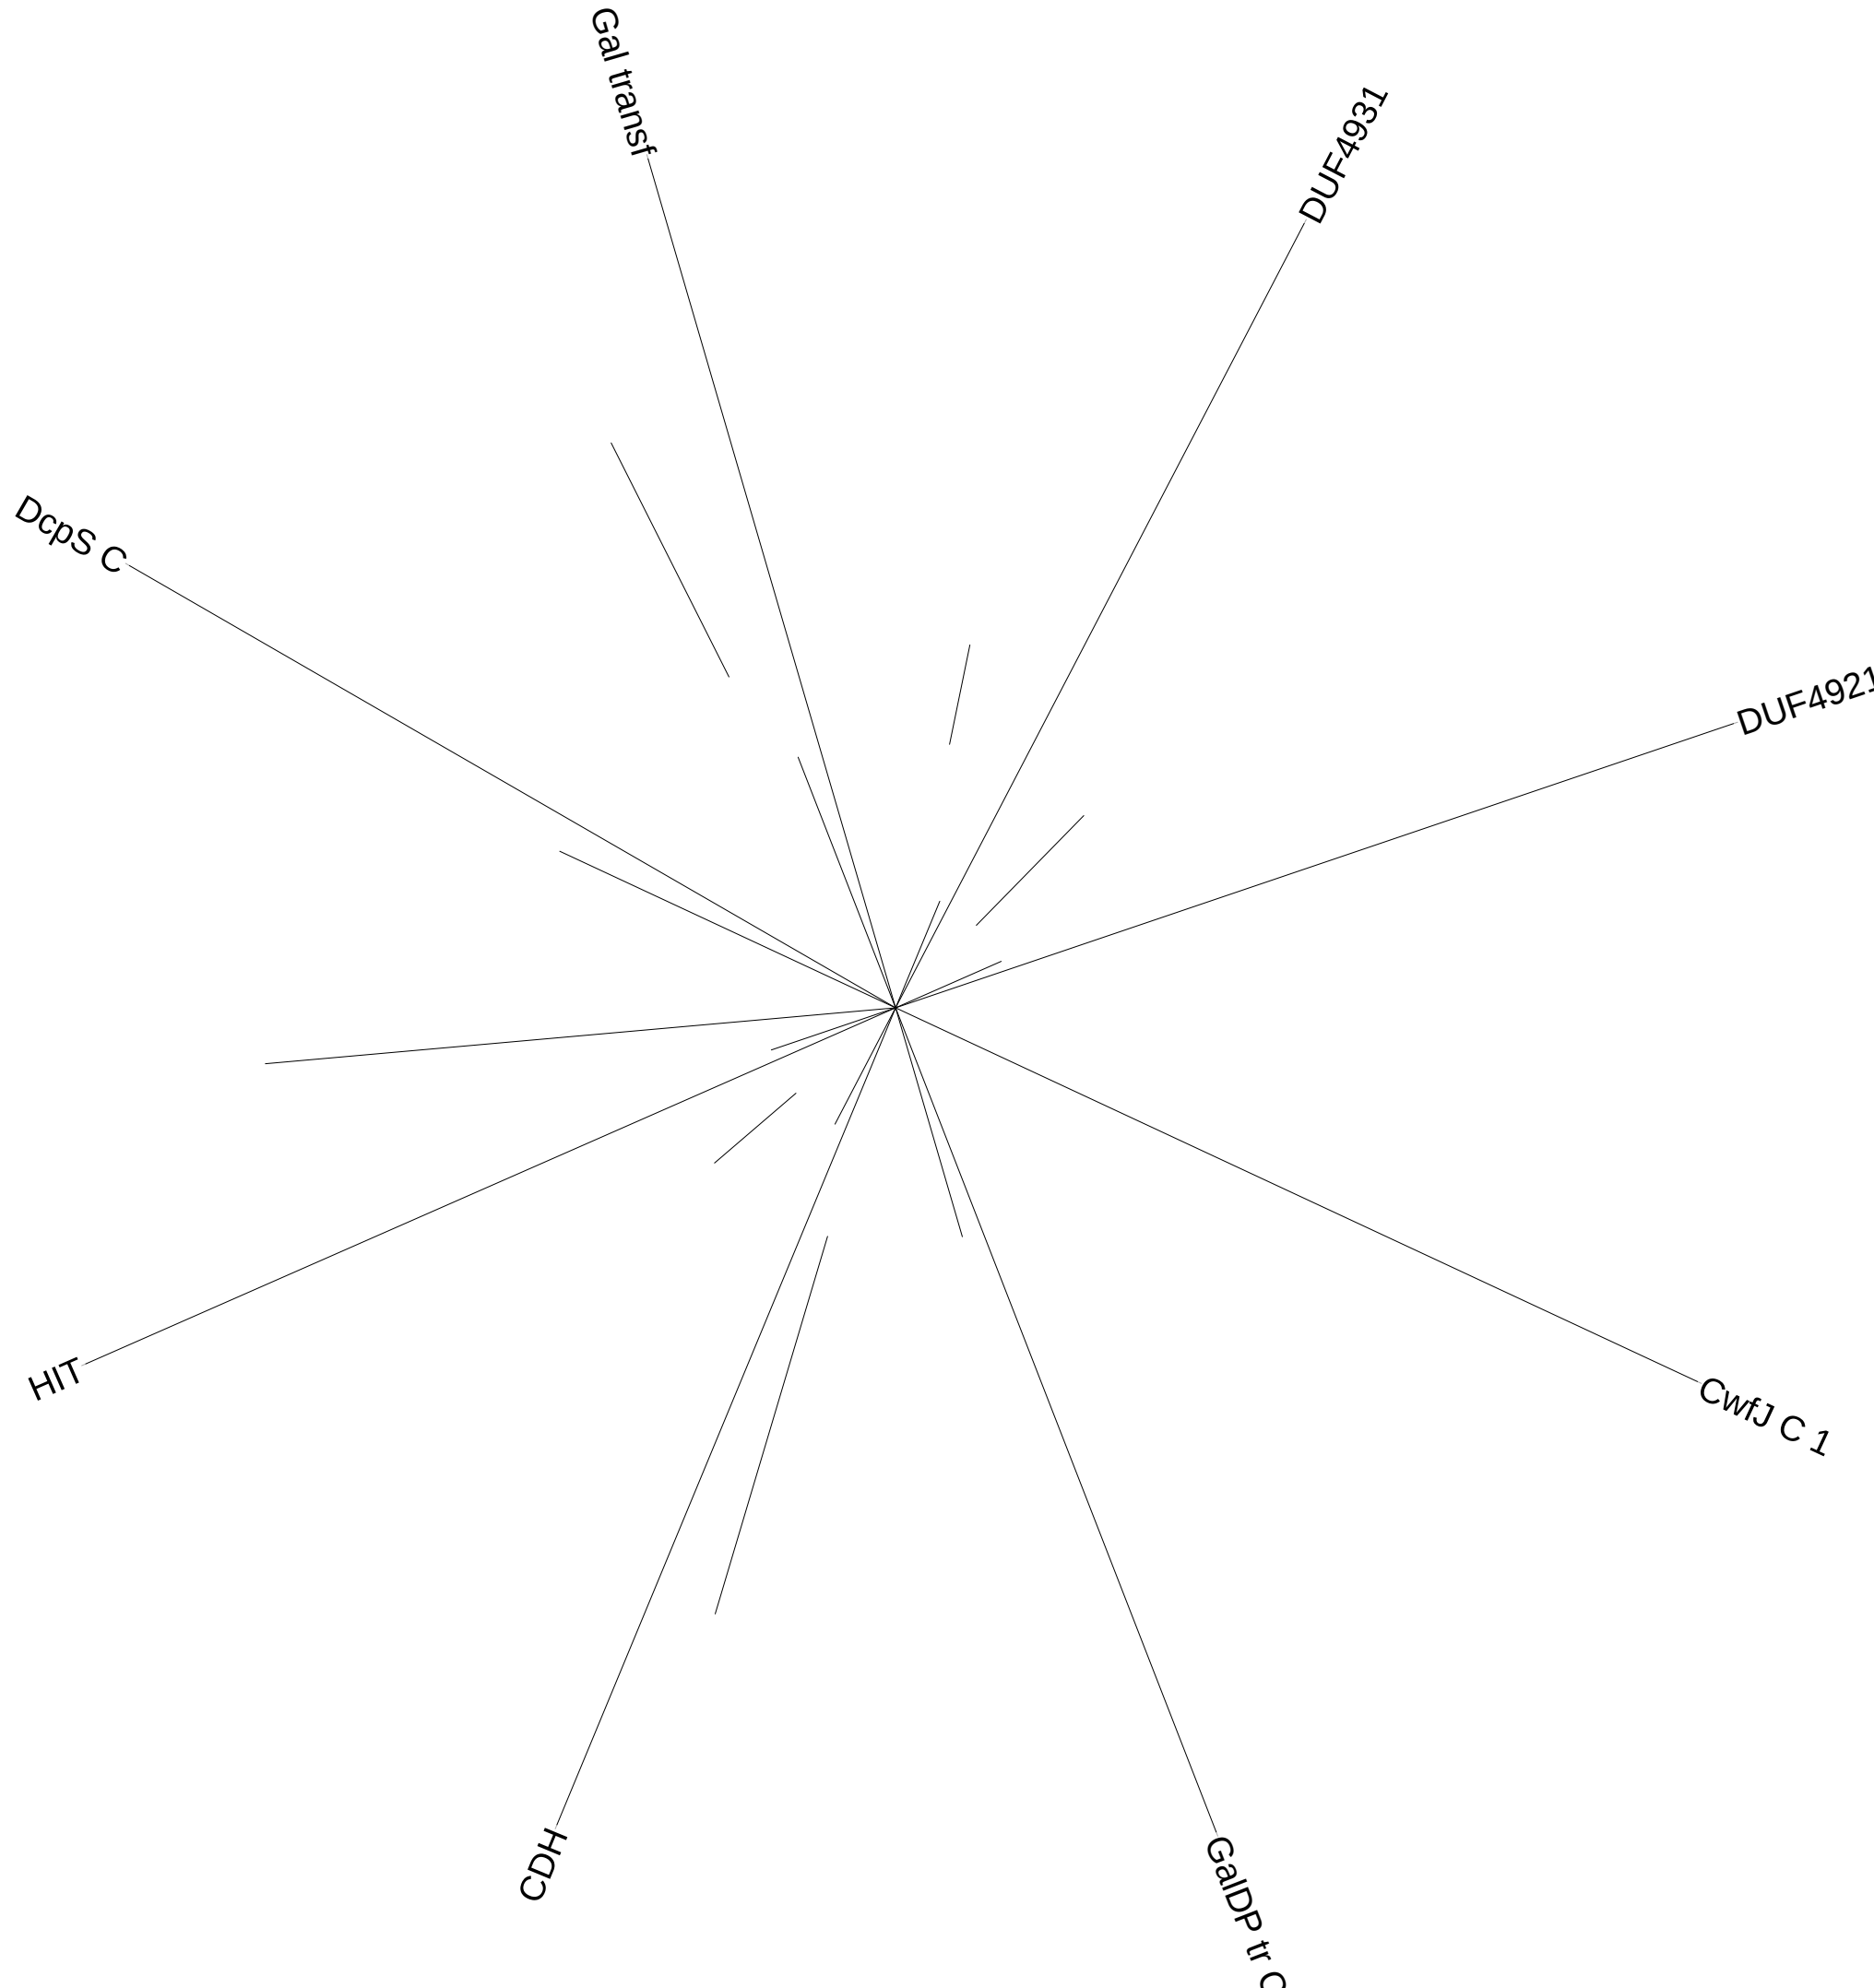 Gal transf
DUF4931
DcpS C
DUF4921
HIT
CwfJ C 1
CDH
GalDP tr C